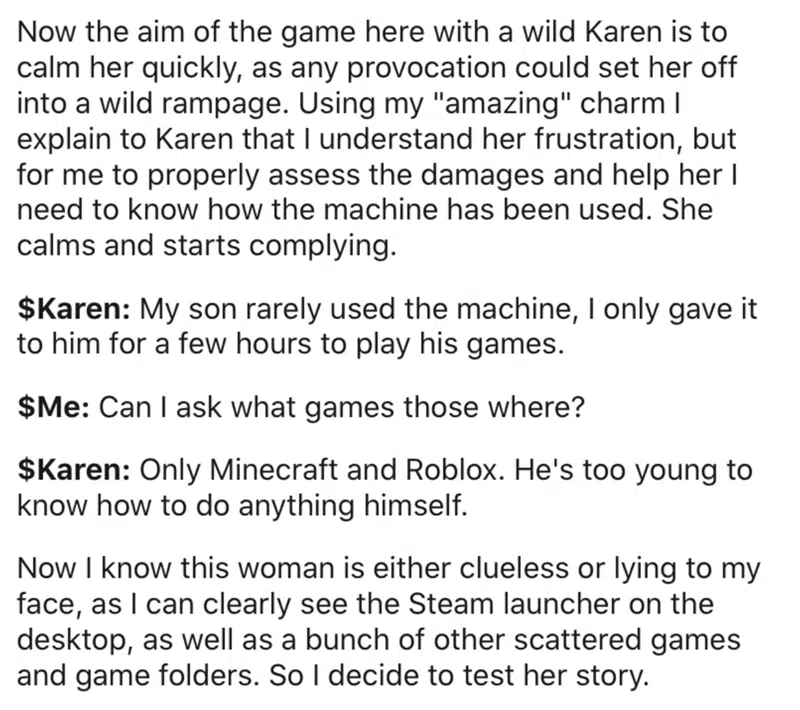 Now the aim of the game here with a wild Karen is to
calm her quickly, as any provocation could set her off
into a wild rampage. Using my "amazing" charm I
explain to Karen that I understand her frustration, but
for me to properly assess the damages and help her I
need to know how the machine has been used. She
calms and starts complying.
$Karen: My son rarely used the machine, I only gave it
to him for a few hours to play his games.
$Me: Can I ask what games those where?
$Karen: Only Minecraft and Roblox. He's too young to
know how to do anything himself.
Now I know this woman is either clueless or lying to my
face, as I can clearly see the Steam launcher on the
desktop, as well as a bunch of other scattered games
and game folders. So I decide to test her story.